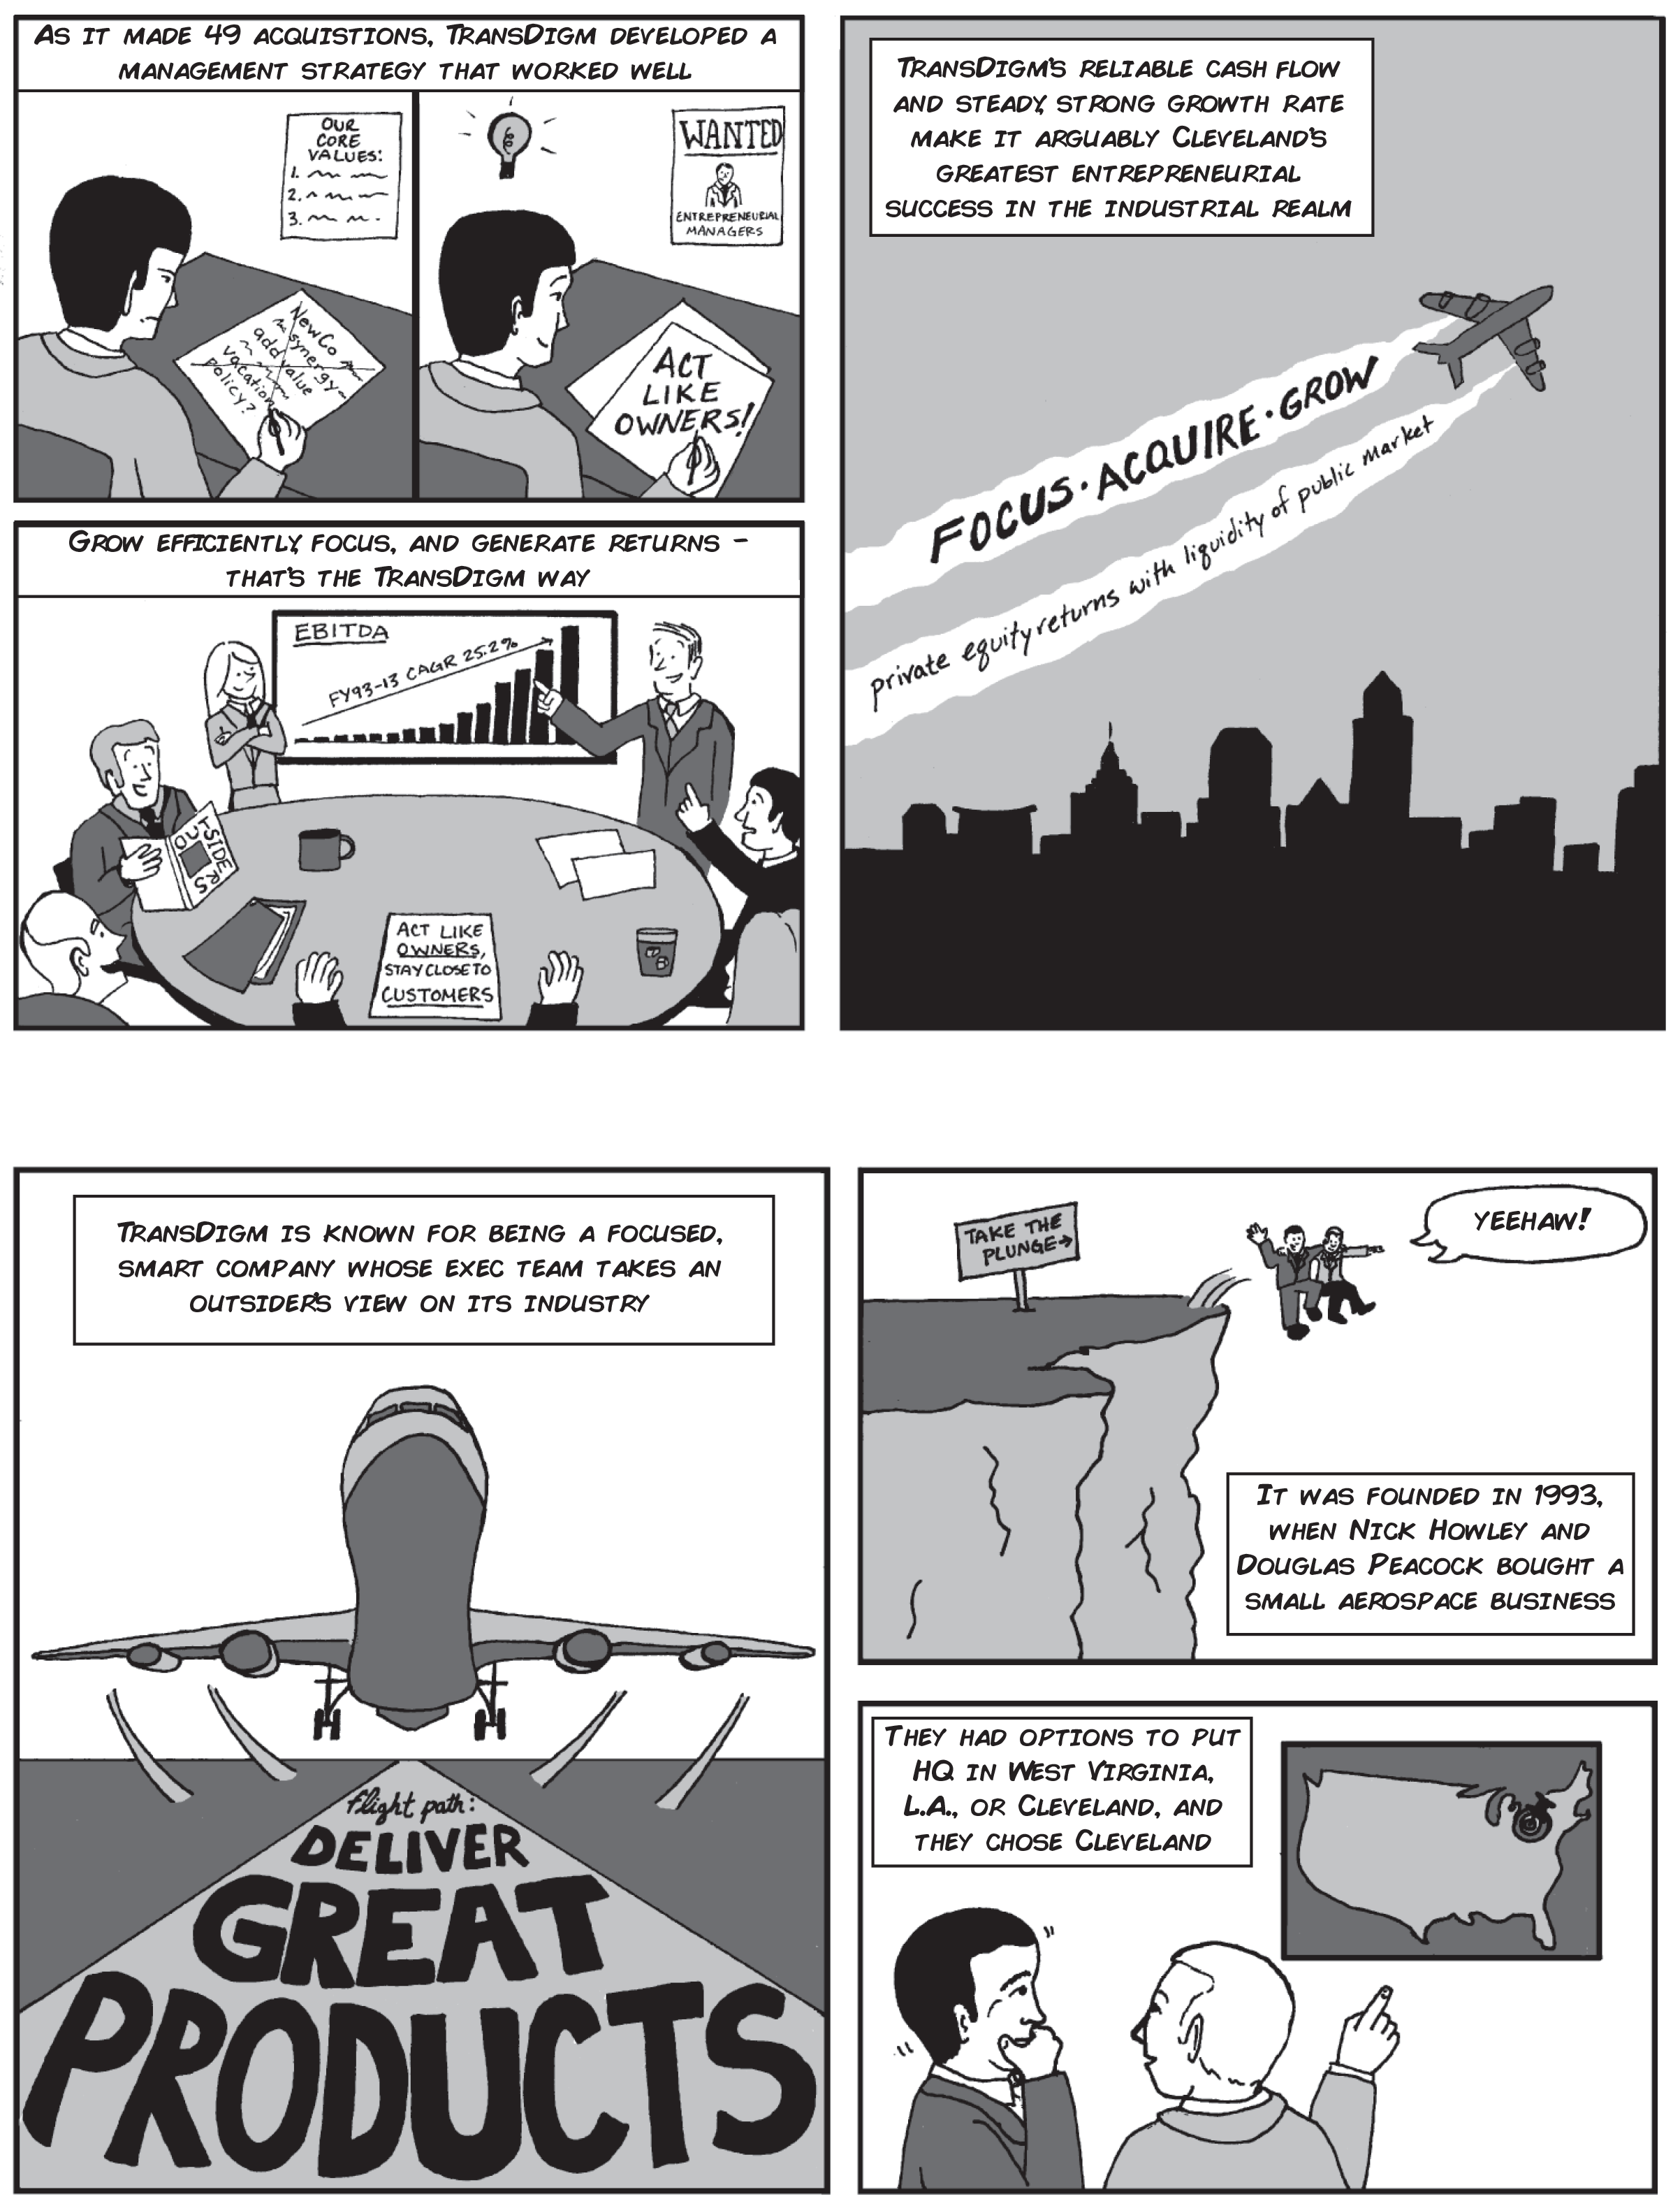 AS IT MADE 49 ACQUISTIONS, TRANSDIGM DEVELOPED A
MANAGEMENT STRATEGY THAT WORKED WELL
OUR
CORE
VALUES:
1.
2.
3.
NewCo
synergy
add value
vacation
policy?
WANTED
ENTREPRENEURIAL
MANAGERS
ACT
LIKE
OWNERS!
GROW EFFICIENTLY, FOCUS, AND GENERATE RETURNS –
THAT'S THE TRANSDIGM WAY
EBITDA
FY93-13 CAGR 25.2%
OUTSIDERS
ACT LIKE
OWNERS,
STAY CLOSE TO
CUSTOMERS
TRANSDIGM'S RELIABLE CASH FLOW
AND STEADY, STRONG GROWTH RATE
MAKE IT ARGUABLY CLEVELAND'S
GREATEST ENTREPRENEURIAL
SUCCESS IN THE INDUSTRIAL REALM
FOCUS · ACQUIRE · GROW
private equity returns with liquidity of public market
TRANSDIGM IS KNOWN FOR BEING A FOCUSED,
SMART COMPANY WHOSE EXEC TEAM TAKES AN
OUTSIDER'S VIEW ON ITS INDUSTRY
flight path:
DELIVER
GREAT
PRODUCTS
TAKE THE
PLUNGE→
YEEHAW!
IT WAS FOUNDED IN 1993,
WHEN NICK HOWLEY AND
DOUGLAS PEACOCK BOUGHT A
SMALL AEROSPACE BUSINESS
THEY HAD OPTIONS TO PUT
HQ IN WEST VIRGINIA,
L.A., OR CLEVELAND, AND
THEY CHOSE CLEVELAND